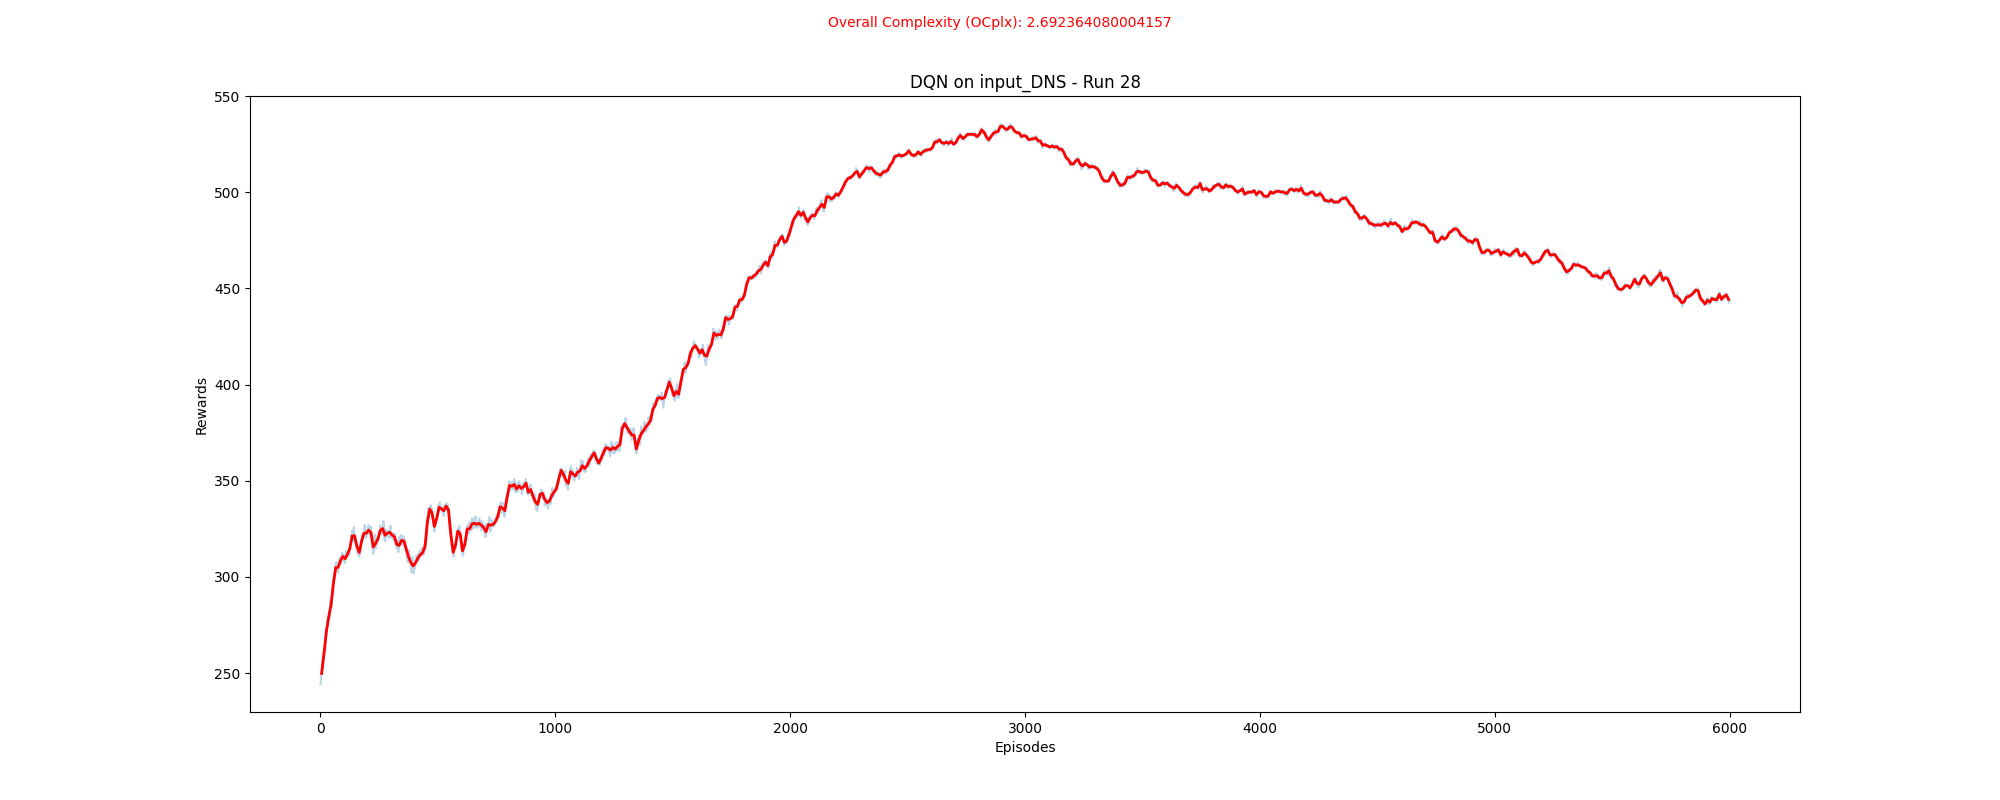 Overall Complexity (OCplx): 2.692364080004157
DQN on input_DNS - Run 28
550
500
450
400
350
300
250
Rewards
0 1000 2000 3000 4000 5000 6000
Episodes